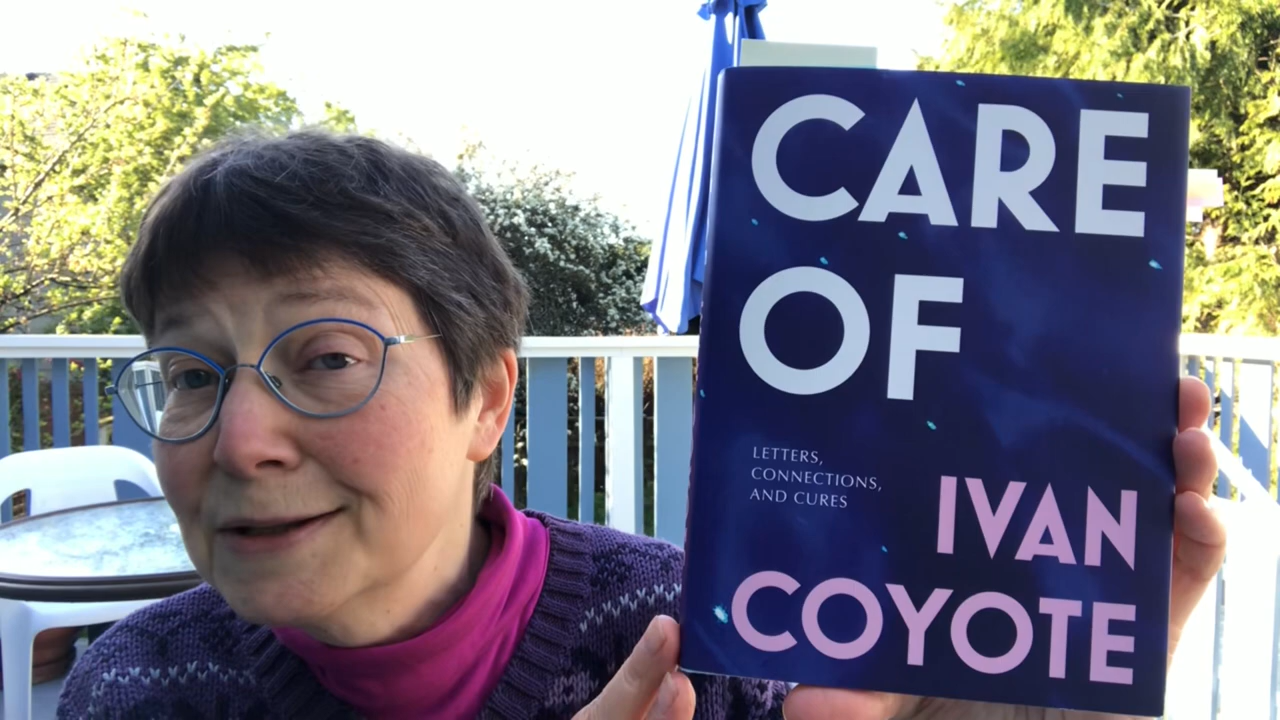 CARE
OF
LETTERS,
CONNECTIONS,
AND CURES
IVAN
COYOTE